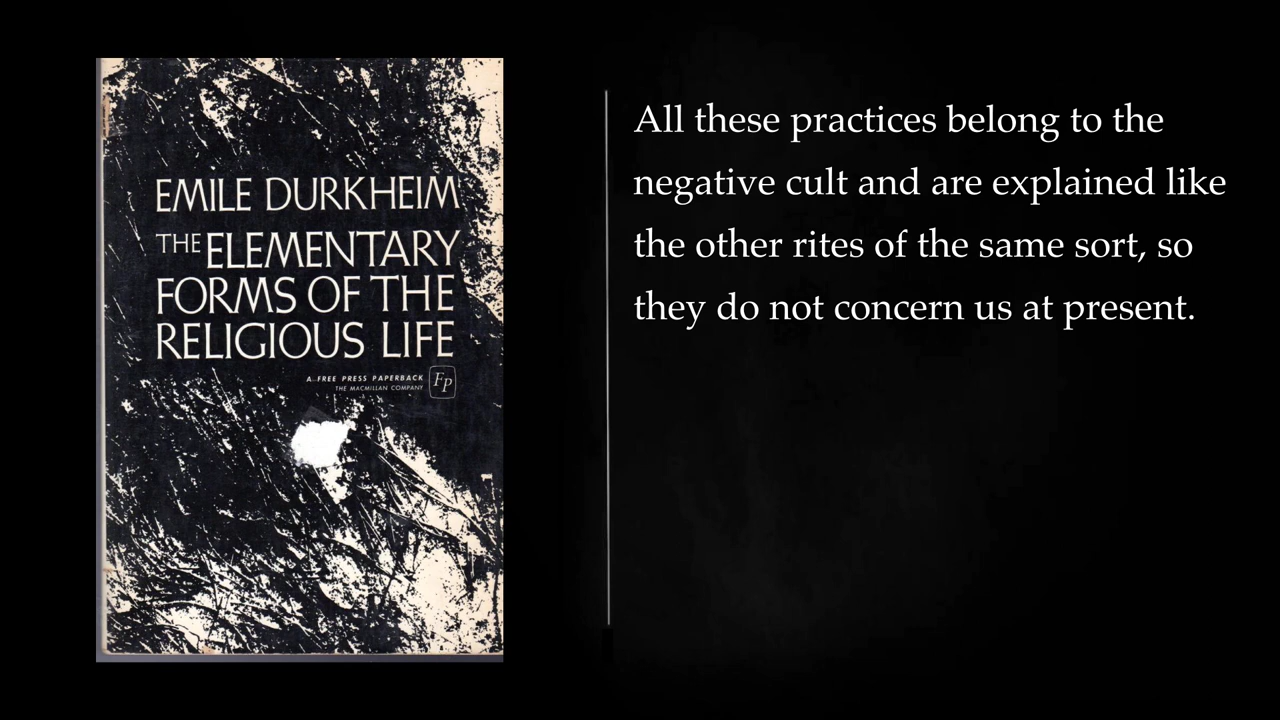 EMILE DURKHEIM
THE ELEMENTARY
FORMS OF THE
RELIGIOUS LIFE
A FREE PRESS PAPERBACK
THE MACMILLAN COMPANY
FP
All these practices belong to the
negative cult and are explained like
the other rites of the same sort, so
they do not concern us at present.